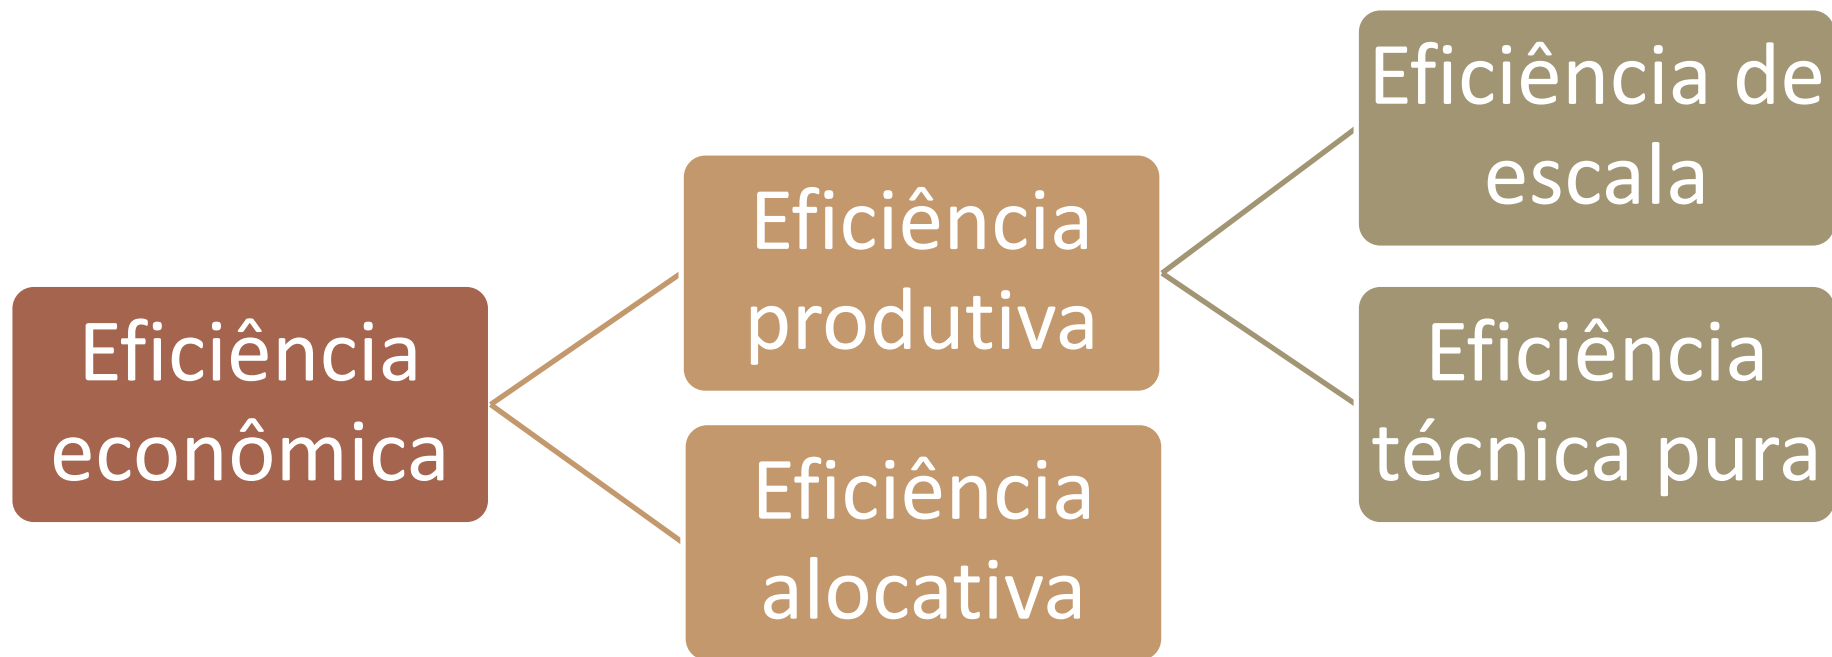 Eficiência
econômica
Eficiência
produtiva
Eficiência
alocativa
Eficiência de
escala
Eficiência
técnica pura